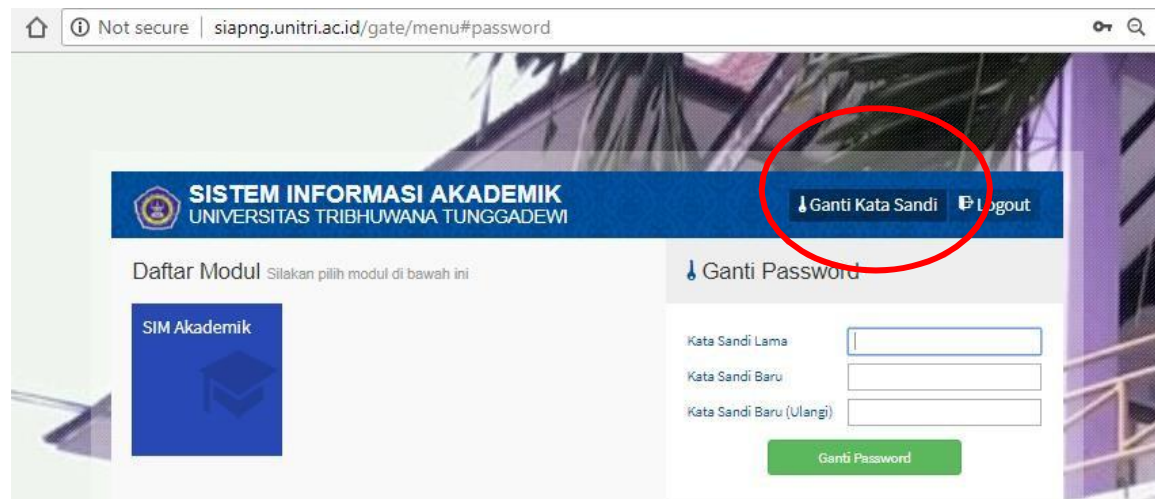 Not secure | siapng.unitri.ac.id/gate/menu#password
SISTEM INFORMASI AKADEMIK
UNIVERSITAS TRIBHUWANA TUNGGADEWI
Ganti Kata Sandi Logout
Daftar Modul Silakan pilih modul di bawah ini
Ganti Password
SIM Akademik
Kata Sandi Lama
Kata Sandi Baru
Kata Sandi Baru (Ulangi)
Ganti Password